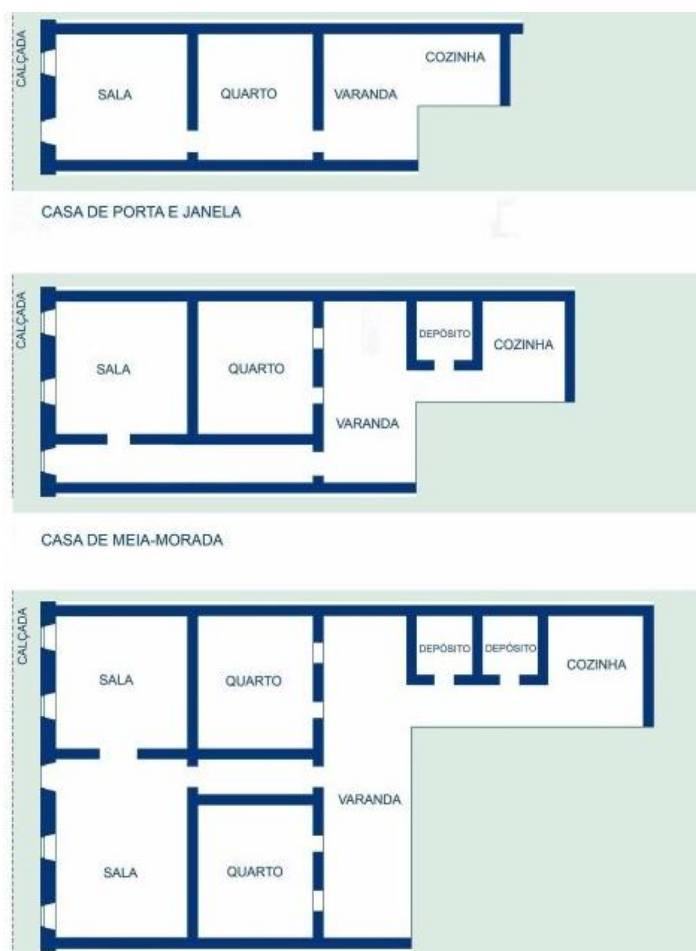 CALÇADA
SALA
QUARTO
VARANDA
COZINHA
CASA DE PORTA E JANELA
CALÇADA
SALA
QUARTO
VARANDA
DEPÓSITO
COZINHA
CASA DE MEIA-MORADA
CALÇADA
SALA
QUARTO
DEPÓSITO
DEPÓSITO
COZINHA
VARANDA
SALA
QUARTO